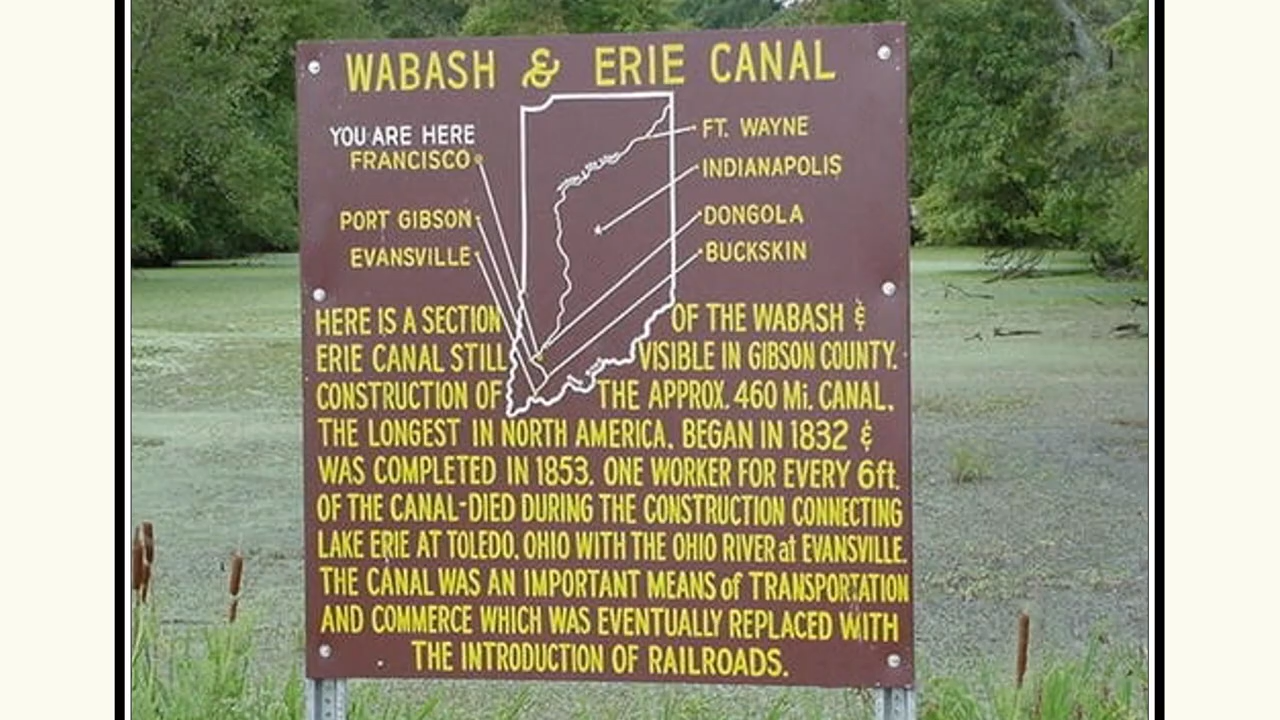 WABASH & ERIE CANAL
YOU ARE HERE
FRANCISCO
PORT GIBSON
EVANSVILLE
FT. WAYNE
INDIANAPOLIS
DONGOLA
BUCKSKIN
HERE IS A SECTION OF THE WABASH &
ERIE CANAL STILL VISIBLE IN GIBSON COUNTY.
CONSTRUCTION OF THE APPROX. 460 Mi. CANAL,
THE LONGEST IN NORTH AMERICA. BEGAN IN 1832 &
WAS COMPLETED IN 1853. ONE WORKER FOR EVERY 6ft.
OF THE CANAL-DIED DURING THE CONSTRUCTION CONNECTING
LAKE ERIE AT TOLEDO, OHIO WITH THE OHIO RIVER at EVANSVILLE.
THE CANAL WAS AN IMPORTANT MEANS of TRANSPORTATION
AND COMMERCE WHICH WAS EVENTUALLY REPLACED WITH
THE INTRODUCTION OF RAILROADS.